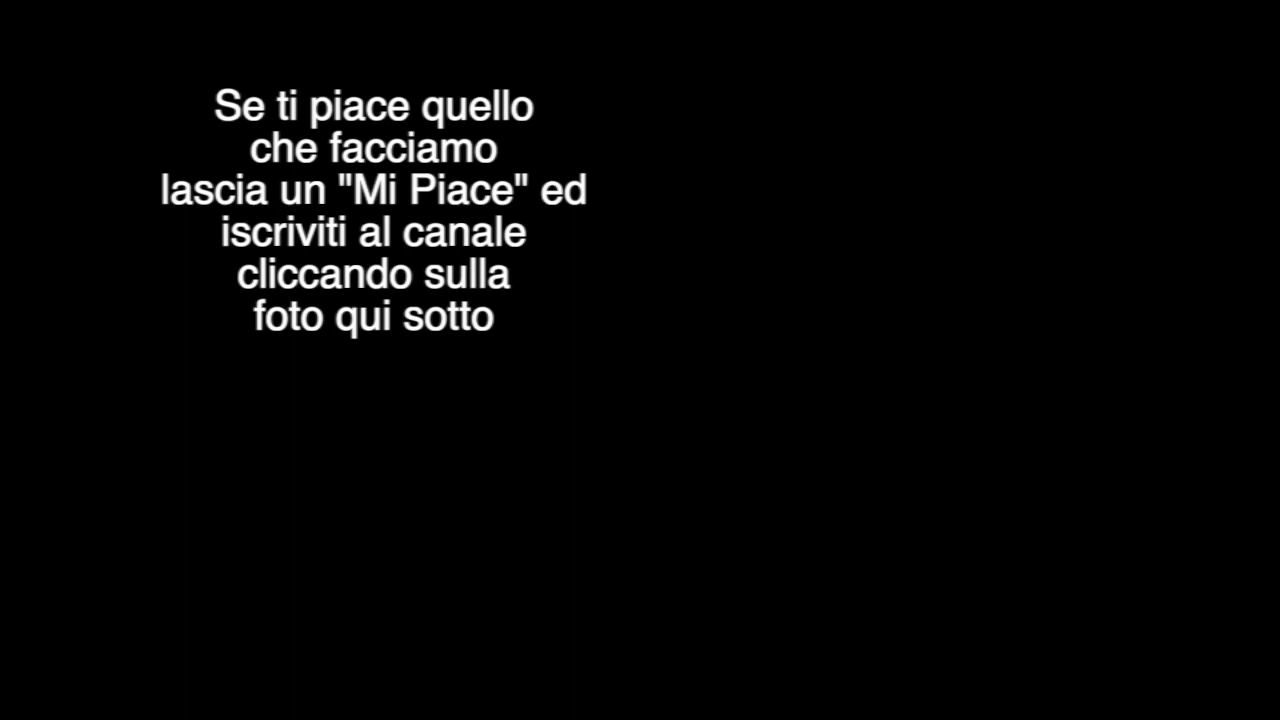 Se ti piace quello
che facciamo
lascia un "Mi Piace" ed
iscriviti al canale
cliccando sulla
foto qui sotto